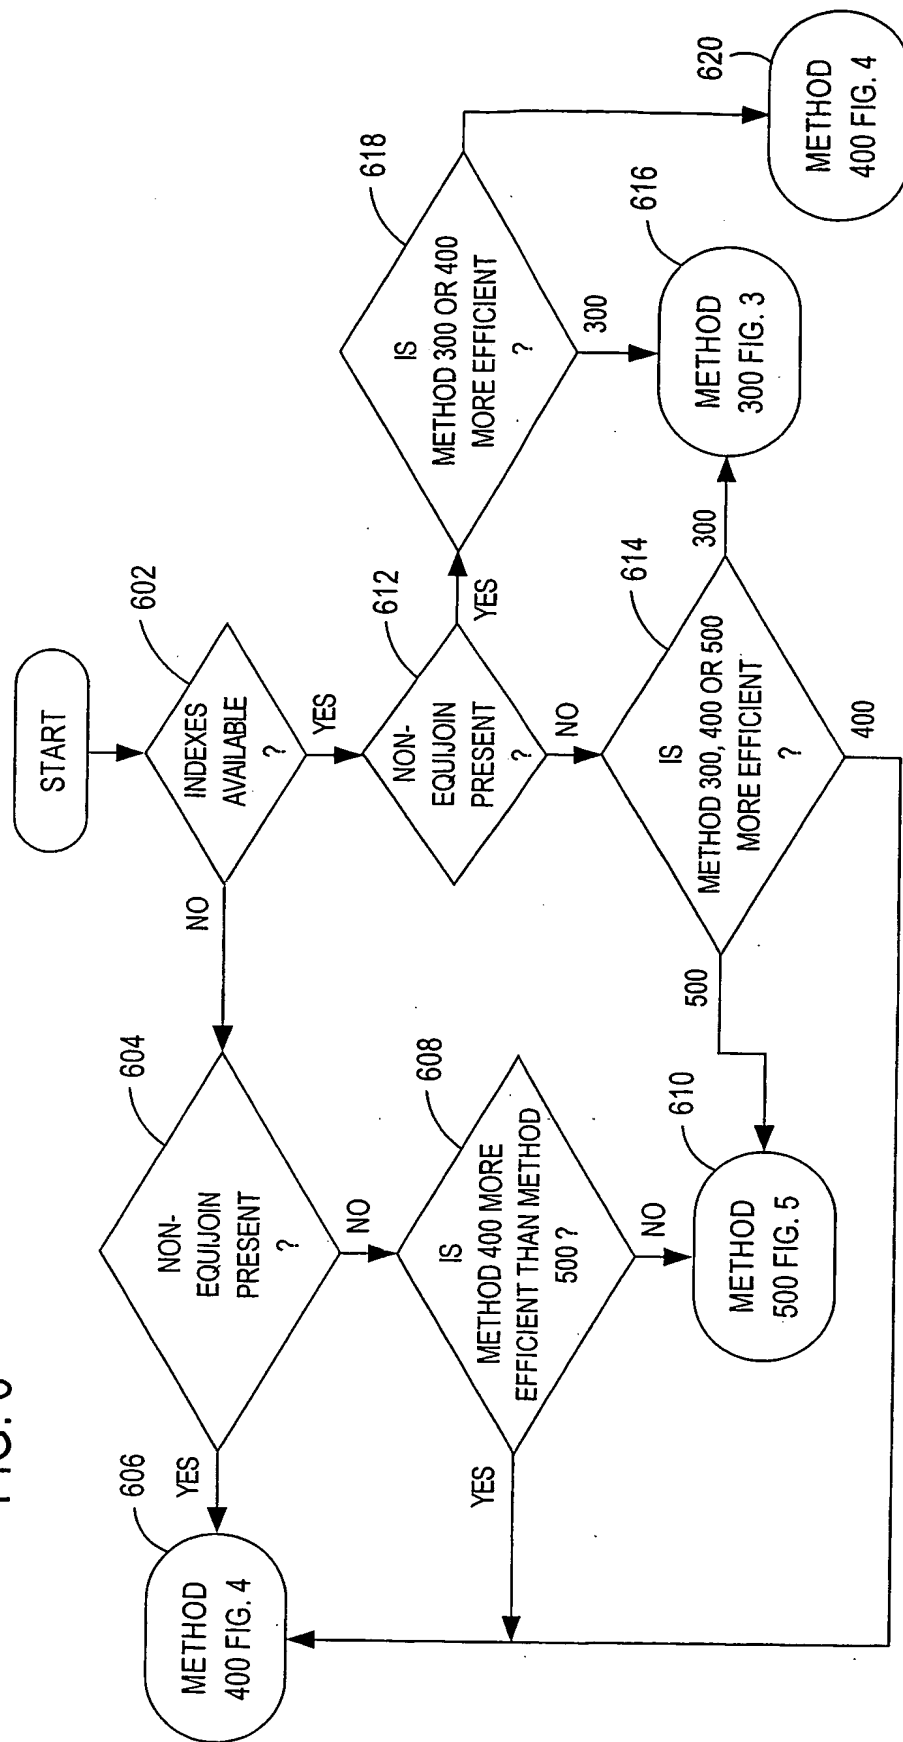 FIG. 6
START
602
INDEXES
AVAILABLE
?
NO
YES
604
NON-
EQUIJOIN
PRESENT
?
YES
NO
606
METHOD
400 FIG. 4
608
IS
METHOD 400 MORE
EFFICIENT THAN METHOD
500 ?
YES
NO
610
METHOD
500 FIG. 5
612
NON-
EQUIJOIN
PRESENT
?
YES
NO
614
IS
METHOD 300, 400 OR 500
MORE EFFICIENT
?
500
300
400
616
METHOD
300 FIG. 3
618
IS
METHOD 300 OR 400
MORE EFFICIENT
?
300
620
METHOD
400 FIG. 4